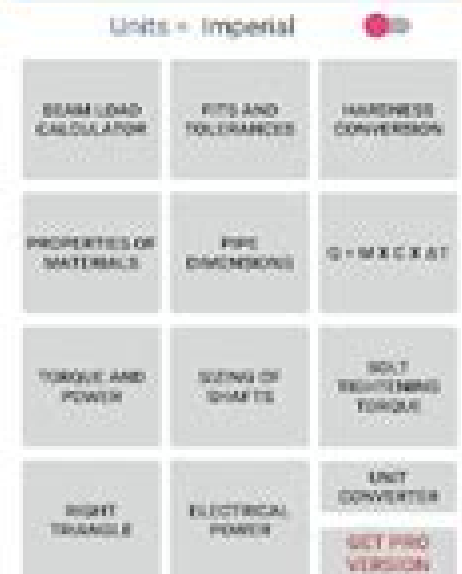 Units = Imperial
BEAM LOAD
CALCULATOR
FITS AND
TOLERANCES
HARDNESS
CONVERSION
PROPERTIES OF
MATERIALS
PIPE
DIMENSIONS
Q = M X C X ΔT
TORQUE AND
POWER
SIZING OF
SHAFTS
BOLT
TIGHTENING
TORQUE
RIGHT
TRIANGLE
ELECTRICAL
POWER
UNIT
CONVERTER
GET PRO
VERSION